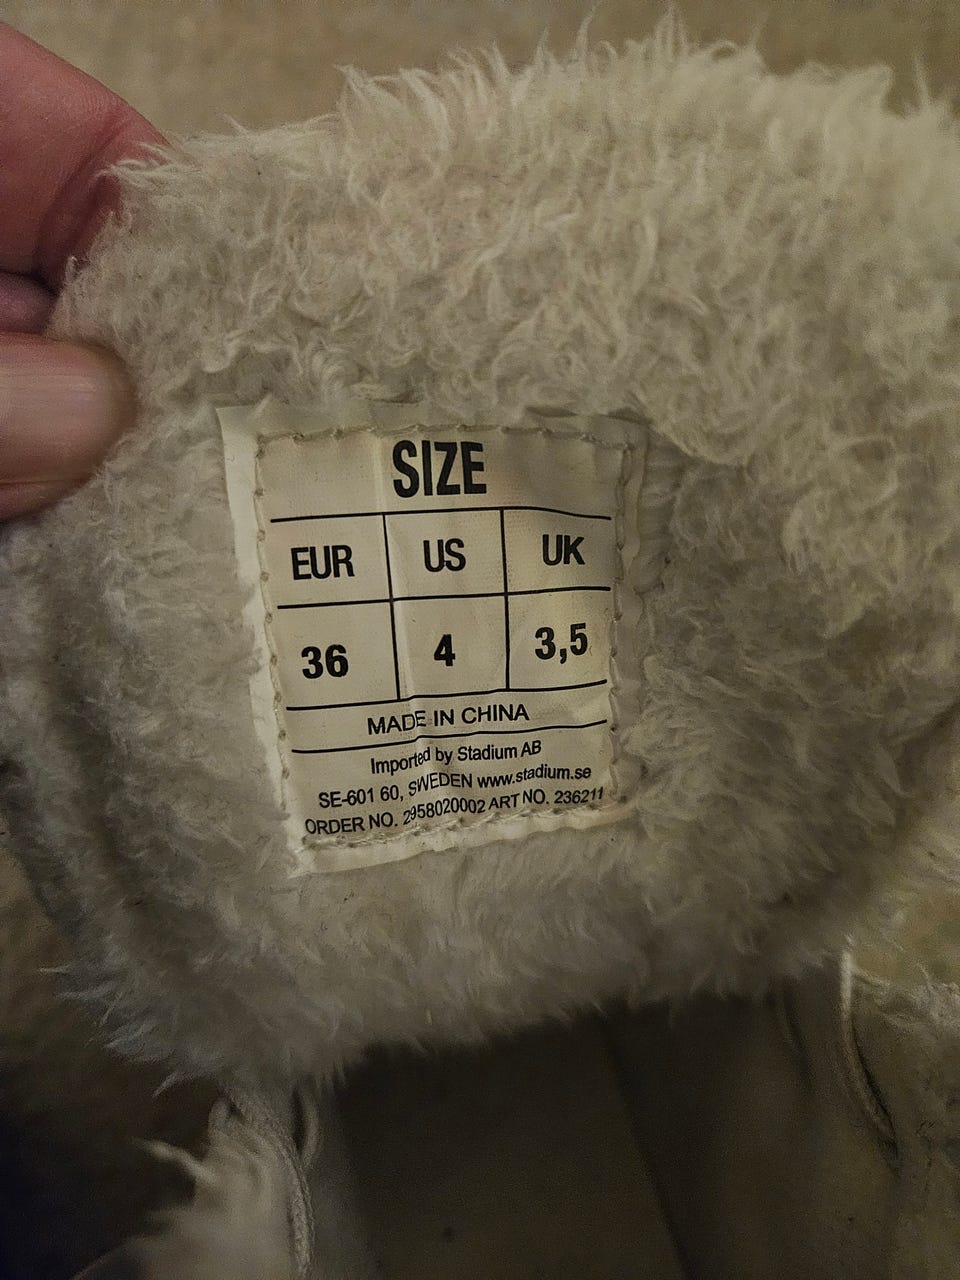 SIZE
EUR US UK
36 4 3,5
MADE IN CHINA
Imported by Stadium AB
SE-601 60, SWEDEN www.stadium.se
ORDER NO. 2958020002 ART NO. 236211